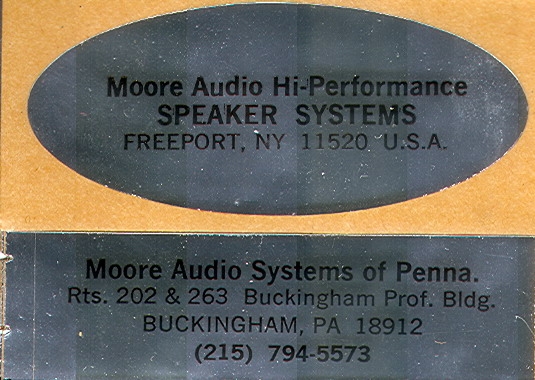 Moore Audio Hi-Performance
SPEAKER SYSTEMS
FREEPORT, NY 11520 U.S.A.
Moore Audio Systems of Penna.
Rts. 202 & 263 Buckingham Prof. Bldg.
BUCKINGHAM, PA 18912
(215) 794-5573